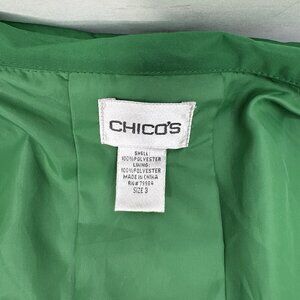 CHICO'S
SHELL:
100% POLYESTER
LINING:
100% POLYESTER
MADE IN CHINA
RN# 79984
SIZE 3